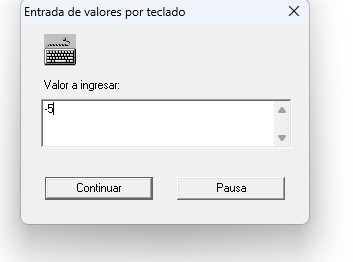 Entrada de valores por teclado
Valor a ingresar:
-5
Continuar
Pausa